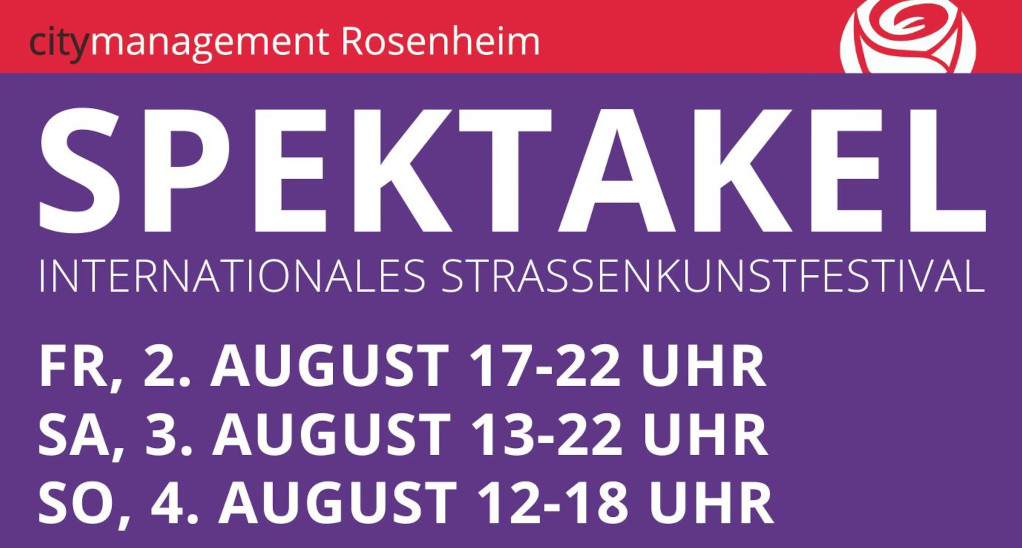 citymanagement Rosenheim
SPEKTAKEL
INTERNATIONALES STRASSENKUNSTFESTIVAL
FR, 2. AUGUST 17-22 UHR
SA, 3. AUGUST 13-22 UHR
SO, 4. AUGUST 12-18 UHR